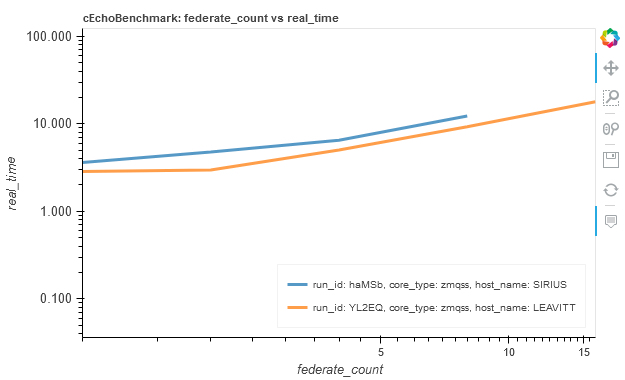 cEchoBenchmark: federate_count vs real_time
100.000
10.000
1.000
0.100
real_time
run_id: haMSb, core_type: zmqss, host_name: SIRIUS
run_id: YL2EQ, core_type: zmqss, host_name: LEAVITT
5
10
15
federate_count